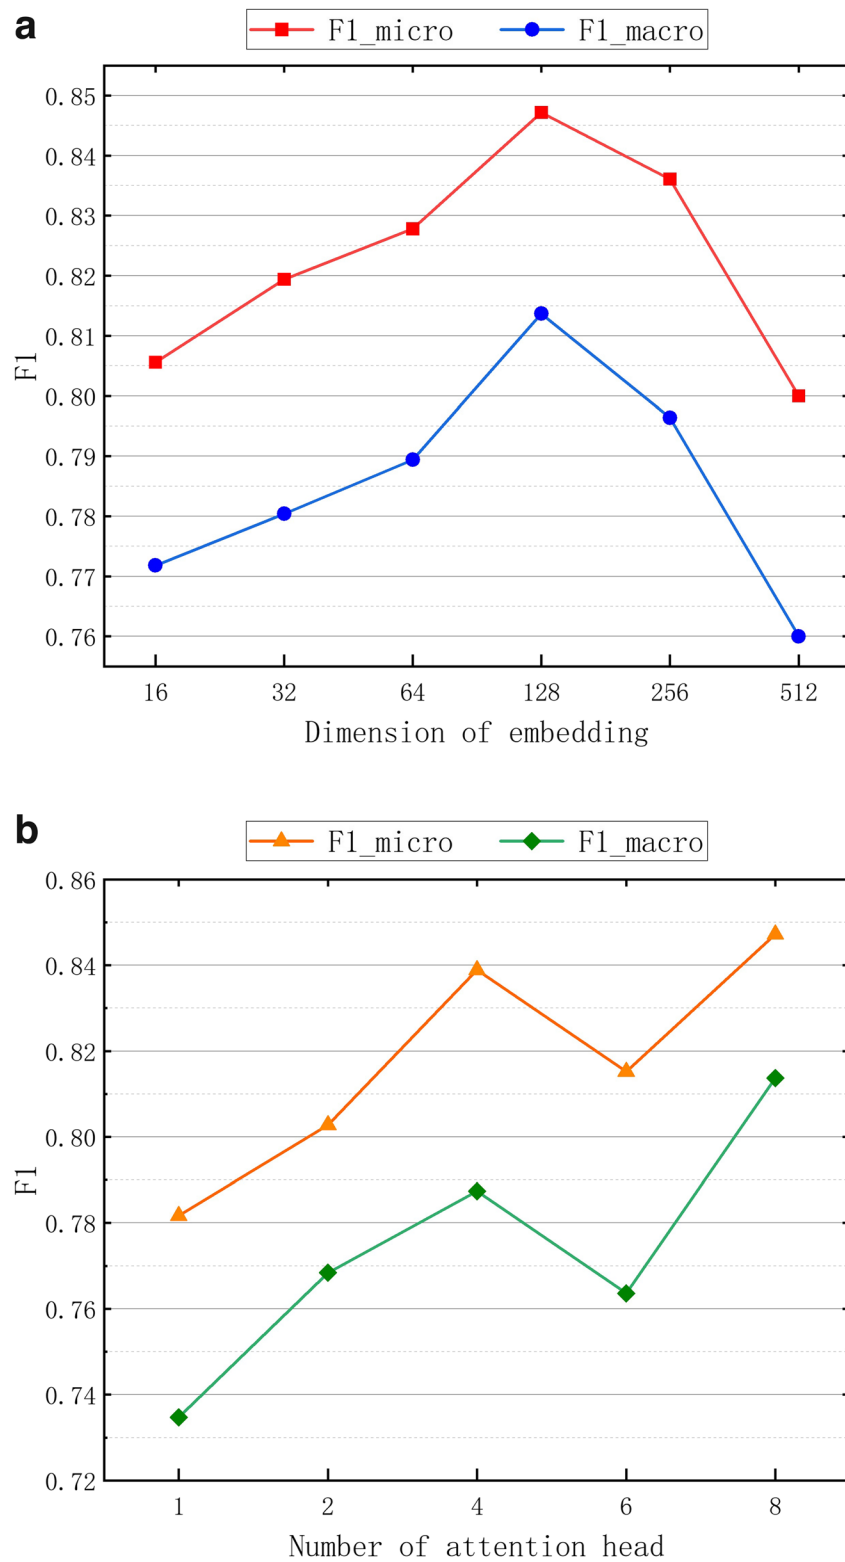 a
F1_micro F1_macro
0.85
0.84
0.83
0.82
0.81
0.80
0.79
0.78
0.77
0.76
F1
16 32 64 128 256 512
Dimension of embedding
b
F1_micro F1_macro
0.86
0.84
0.82
0.80
0.78
0.76
0.74
0.72
F1
1 2 4 6 8
Number of attention head